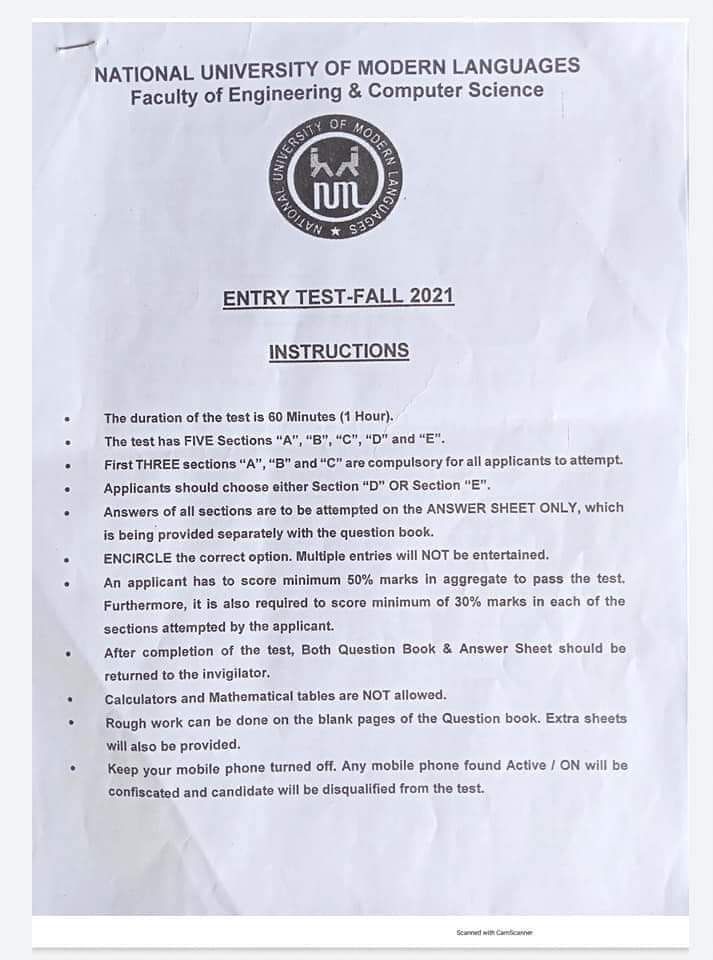 NATIONAL UNIVERSITY OF MODERN LANGUAGES
Faculty of Engineering & Computer Science
NATIONAL UNIVERSITY OF MODERN LANGUAGES
ENTRY TEST-FALL 2021
INSTRUCTIONS
• The duration of the test is 60 Minutes (1 Hour).
• The test has FIVE Sections “A”, “B”, “C”, “D” and “E”.
• First THREE sections “A”, “B” and “C” are compulsory for all applicants to attempt.
• Applicants should choose either Section “D” OR Section “E”.
• Answers of all sections are to be attempted on the ANSWER SHEET ONLY, which
is being provided separately with the question book.
• ENCIRCLE the correct option. Multiple entries will NOT be entertained.
• An applicant has to score minimum 50% marks in aggregate to pass the test.
Furthermore, it is also required to score minimum of 30% marks in each of the
sections attempted by the applicant.
• After completion of the test, Both Question Book & Answer Sheet should be
returned to the invigilator.
• Calculators and Mathematical tables are NOT allowed.
• Rough work can be done on the blank pages of the Question book. Extra sheets
will also be provided.
• Keep your mobile phone turned off. Any mobile phone found Active / ON will be
confiscated and candidate will be disqualified from the test.
Scanned with CamScanner